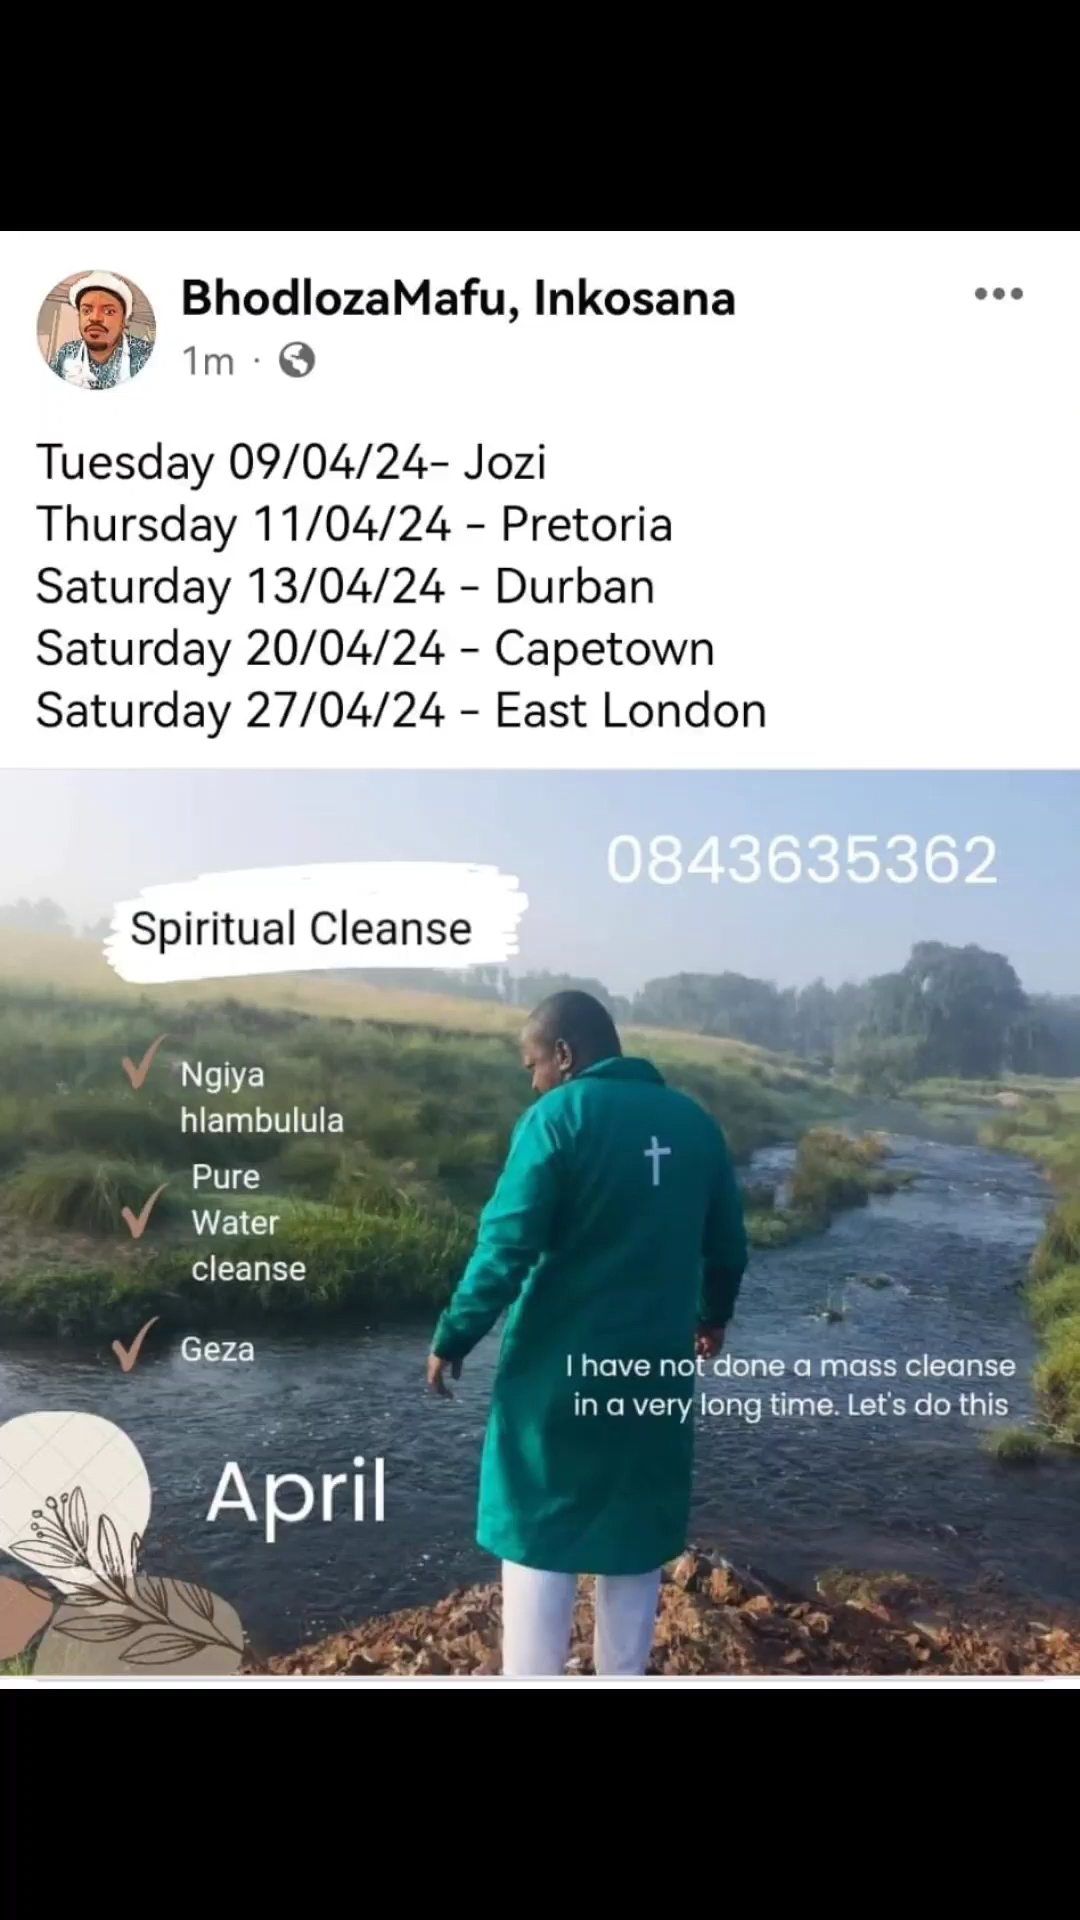 BhodlozaMafu, Inkosana
1m ·
Tuesday 09/04/24- Jozi
Thursday 11/04/24 - Pretoria
Saturday 13/04/24 - Durban
Saturday 20/04/24 - Capetown
Saturday 27/04/24 - East London
0843635362
Spiritual Cleanse
Ngiya
hlambulula
Pure
Water
cleanse
Geza
I have not done a mass cleanse
in a very long time. Let's do this
April